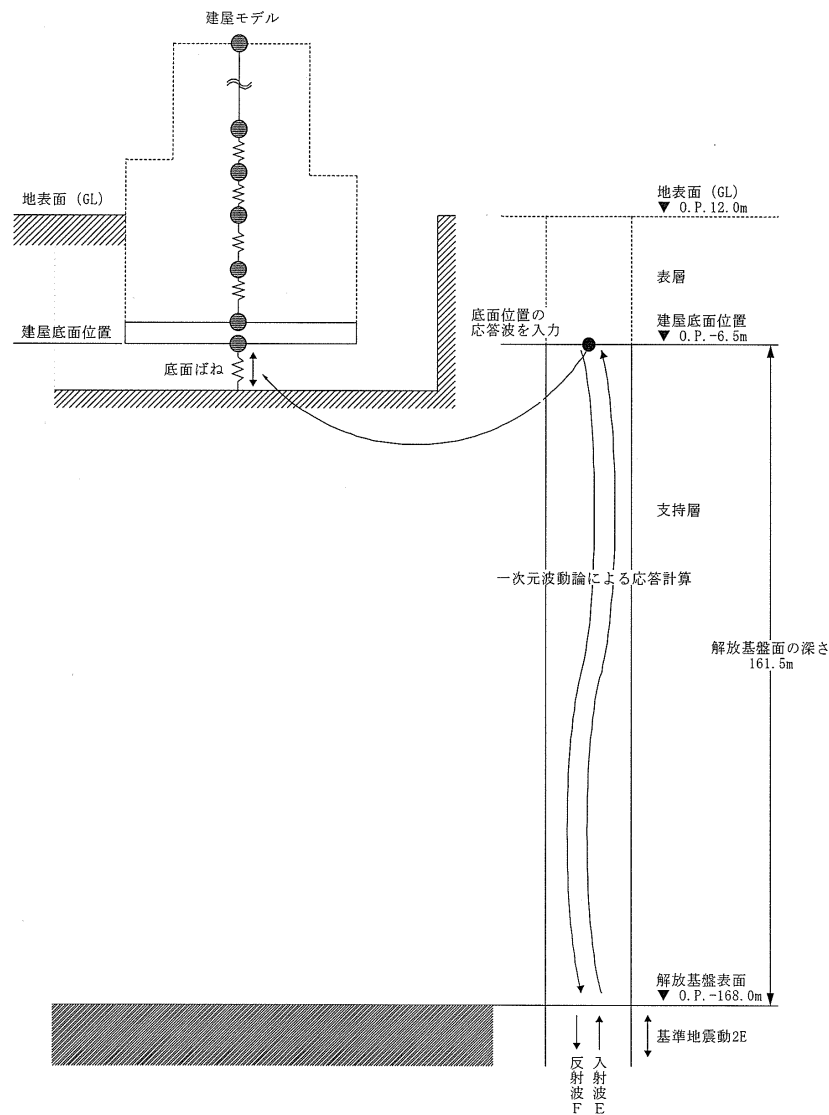 建屋モデル
地表面 (GL)
建屋底面位置
底面ばね
底面位置の
応答波を入力
地表面 (GL)
▼ O.P.12.0m
表層
建屋底面位置
▼ O.P.-6.5m
支持層
一次元波動論による応答計算
解放基盤面の深さ
161.5m
解放基盤表面
▼ O.P.-168.0m
基準地震動2E
反射波F
入射波E